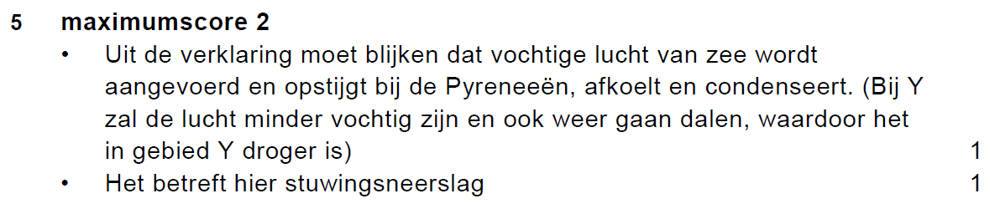 5 maximumscore 2
• Uit de verklaring moet blijken dat vochtige lucht van zee wordt
aangevoerd en opstijgt bij de Pyreneeën, afkoelt en condenseert. (Bij Y
zal de lucht minder vochtig zijn en ook weer gaan dalen, waardoor het
in gebied Y droger is) 1
• Het betreft hier stuwingsneerslag 1